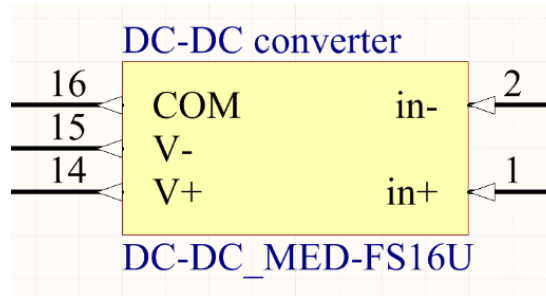 DC-DC converter
16 COM in- 2
15 V-
14 V+ in+ 1
DC-DC_MED-FS16U